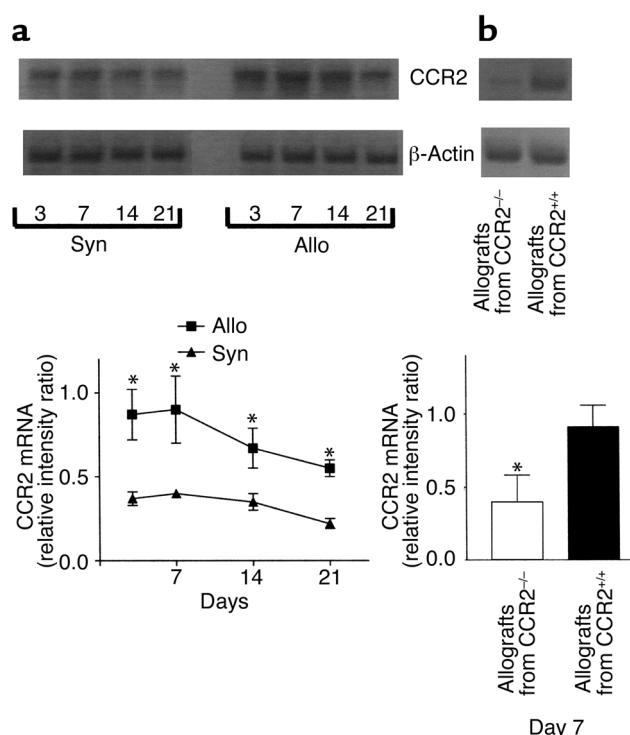 a
b
CCR2
β-Actin
3 7 14 21 3 7 14 21
Syn Allo
Allografts
from CCR2–/–
Allografts
from CCR2+/+
Allo
Syn
CCR2 mRNA
(relative intensity ratio)
1.0
0.5
0.0
* * * *
7 14 21
Days
CCR2 mRNA
(relative intensity ratio)
1.0
0.5
0.0
*
Allografts
from CCR2–/–
Allografts
from CCR2+/+
Day 7